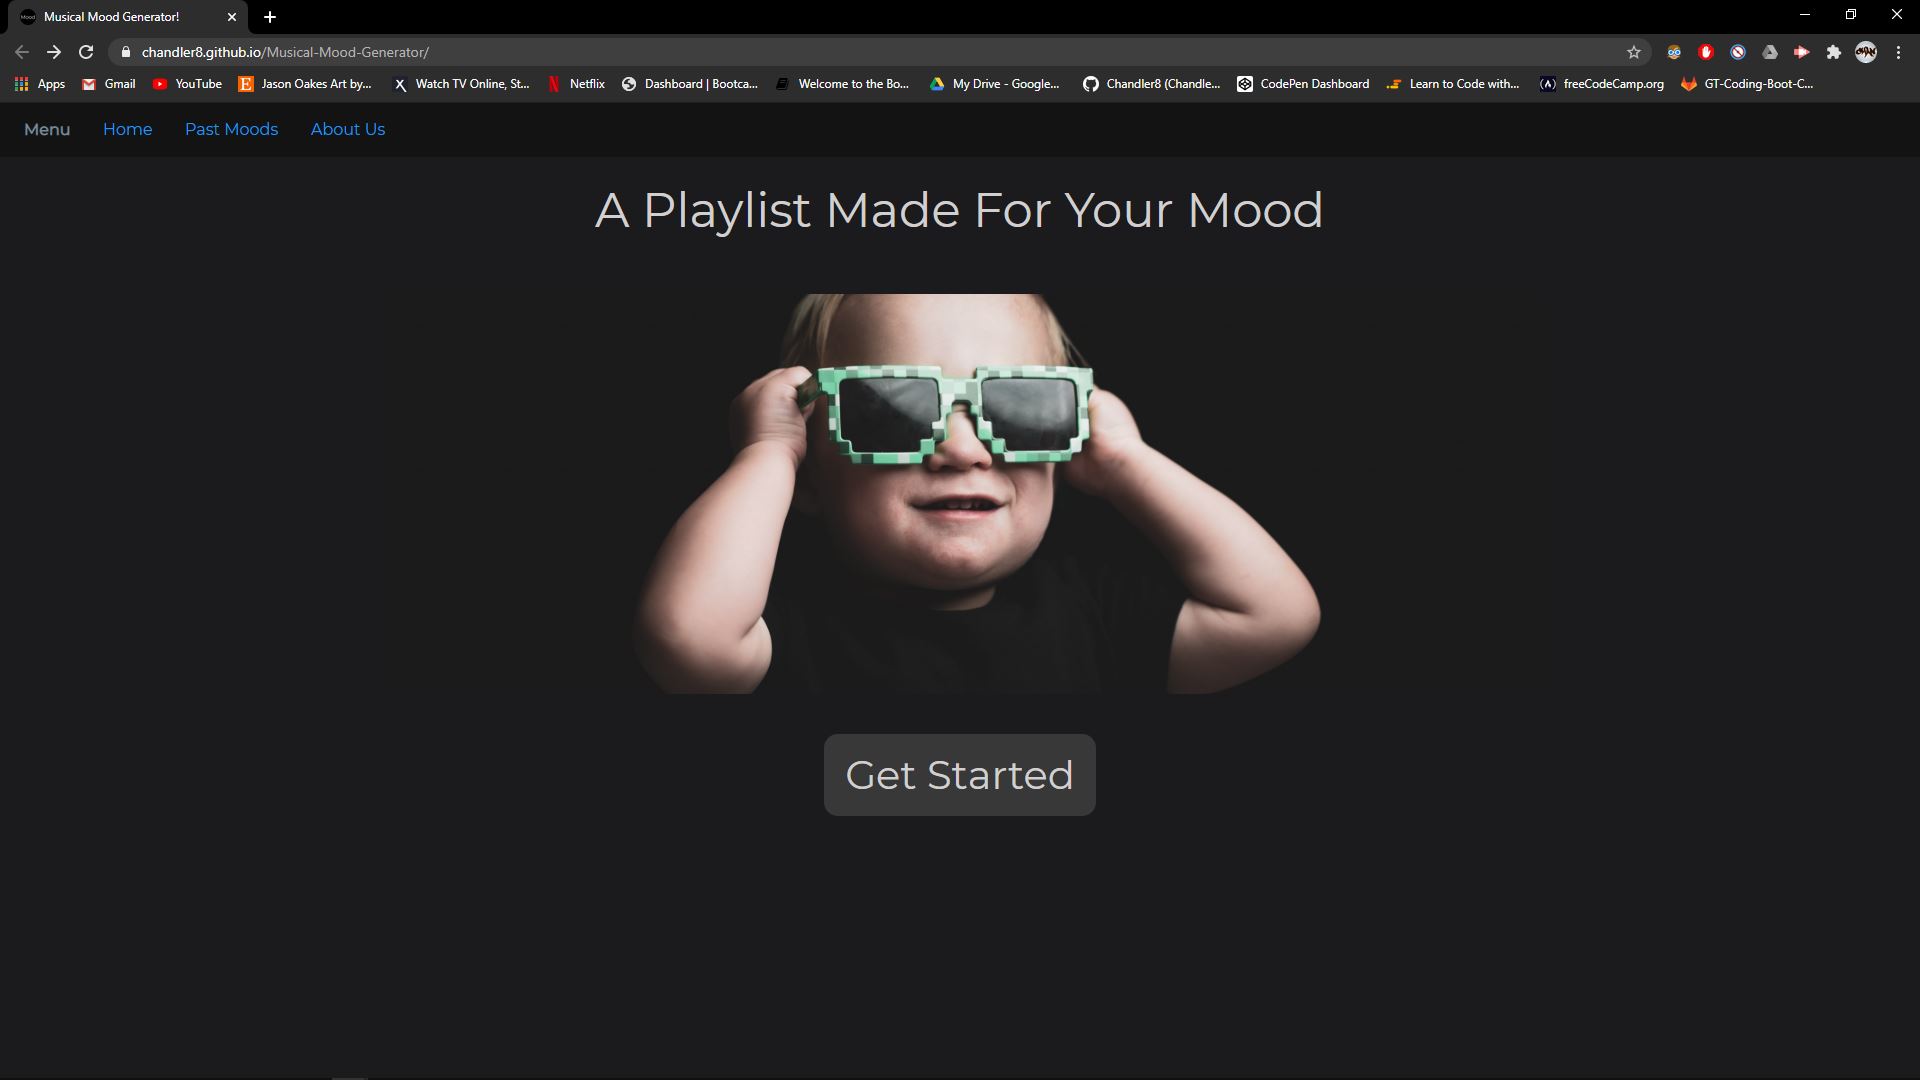 Musical Mood Generator!
chandler8.github.io/Musical-Mood-Generator/
Apps Gmail YouTube Jason Oakes Art by... Watch TV Online, St... Netflix Dashboard | Bootca... Welcome to the Bo... My Drive - Google... Chandler8 (Chandle... CodePen Dashboard Learn to Code with... freeCodeCamp.org GT-Coding-Boot-C...
Menu Home Past Moods About Us
A Playlist Made For Your Mood
Get Started